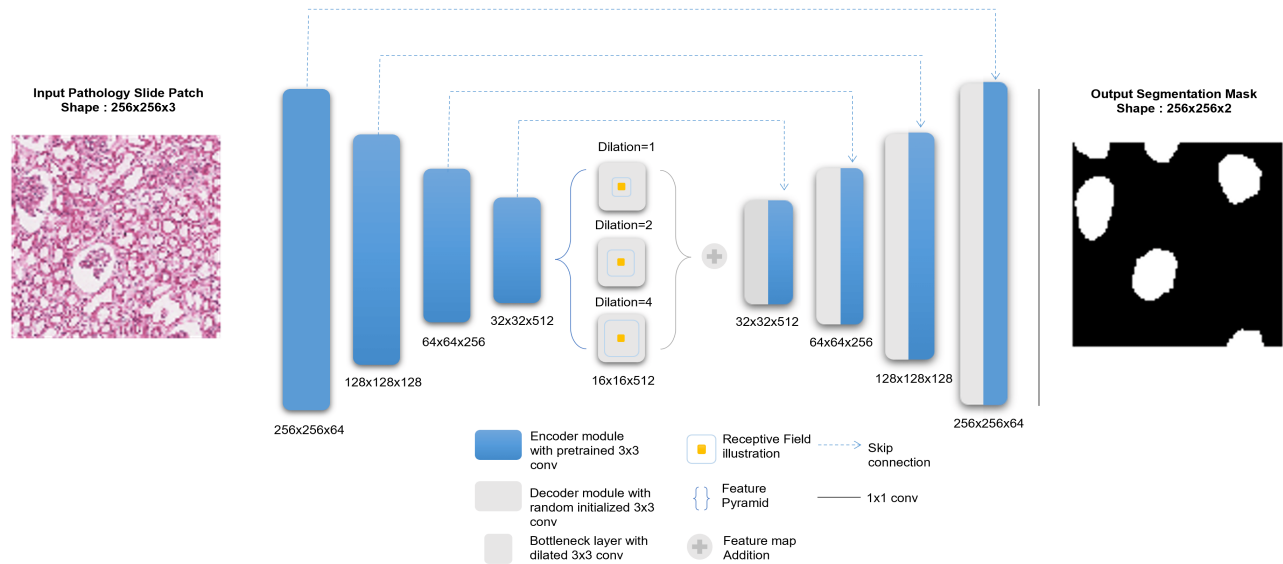 Input Pathology Slide Patch
Shape : 256x256x3
256x256x64
128x128x128
64x64x256
32x32x512
Dilation=1
Dilation=2
Dilation=4
16x16x512
32x32x512
64x64x256
128x128x128
256x256x64
Output Segmentation Mask
Shape : 256x256x2
Encoder module
with pretrained 3x3
conv
Decoder module with
random initialized 3x3
conv
Bottleneck layer with
dilated 3x3 conv
Receptive Field
illustration
Feature
Pyramid
Feature map
Addition
Skip
connection
1x1 conv